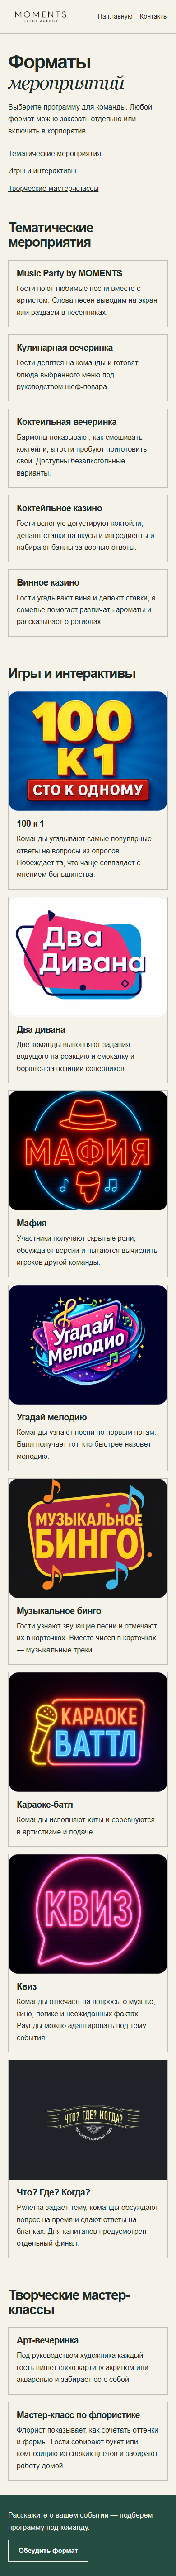 MOMENTS
EVENT AGENCY
На главную Контакты
Форматы
мероприятий
Выберите программу для команды. Любой
формат можно заказать отдельно или
включить в корпоратив.
Тематические мероприятия
Игры и интерактивы
Творческие мастер-классы
Тематические
мероприятия
Music Party by MOMENTS
Гости поют любимые песни вместе с
артистом. Слова песен выводим на экран
или раздаём в песенниках.
Кулинарная вечеринка
Гости делятся на команды и готовят
блюда выбранного меню под
руководством шеф-повара.
Коктейльная вечеринка
Бармены показывают, как смешивать
коктейли, а гости пробуют приготовить
свои. Доступны безалкогольные
варианты.
Коктейльное казино
Гости вслепую дегустируют коктейли,
делают ставки на вкусы и ингредиенты и
набирают баллы за верные ответы.
Винное казино
Гости угадывают вина и делают ставки, а
сомелье помогает различать ароматы и
рассказывает о регионах.
Игры и интерактивы
100
К 1
СТО К ОДНОМУ
100 к 1
Команды угадывают самые популярные
ответы на вопросы из опросов.
Побеждает та, что чаще совпадает с
мнением большинства.
Два
Дивана
Два дивана
Две команды выполняют задания
ведущего на реакцию и смекалку и
борются за позиции соперников.
МАФИЯ
Мафия
Участники получают скрытые роли,
обсуждают версии и пытаются вычислить
игроков другой команды.
Угадай
Мелодию
Угадай мелодию
Команды узнают песни по первым нотам.
Балл получает тот, кто быстрее назовёт
мелодию.
МУЗЫКАЛЬНОЕ
БИНГО
Музыкальное бинго
Гости узнают звучащие песни и отмечают
их в карточках. Вместо чисел в карточках
— музыкальные треки.
КАРАОКЕ
БАТТЛ
Караоке-батл
Команды исполняют хиты и соревнуются
в артистизме и подаче.
КВИЗ
Квиз
Команды отвечают на вопросы о музыке,
кино, логике и неожиданных фактах.
Раунды можно адаптировать под тему
события.
ЧТО? ГДЕ? КОГДА?
Что? Где? Когда?
Рулетка задаёт тему, команды обсуждают
вопрос на время и сдают ответы на
бланках. Для капитанов предусмотрен
отдельный финал.
Творческие мастер-
классы
Арт-вечеринка
Под руководством художника каждый
гость пишет свою картину акрилом или
акварелью и забирает её с собой.
Мастер-класс по флористике
Флорист показывает, как сочетать оттенки
и формы. Гости собирают букет или
композицию из свежих цветов и забирают
работу домой.
Расскажите о вашем событии — подберём
программу под команду.
Обсудить формат